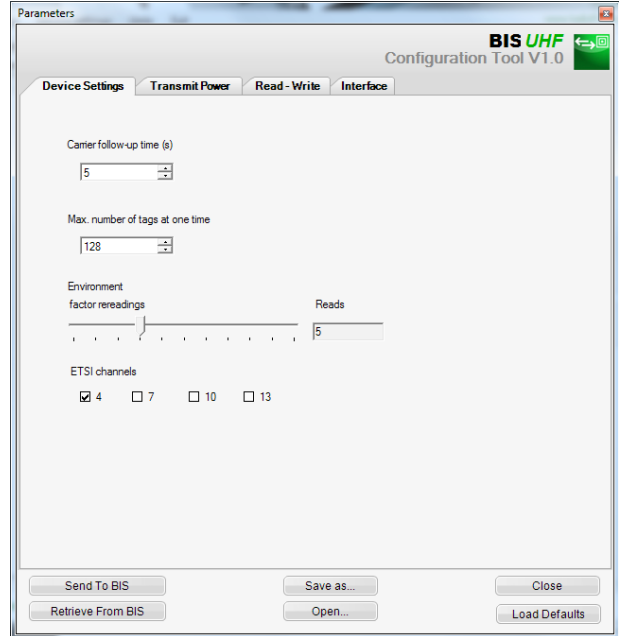 Parameters
BIS UHF
Configuration Tool V1.0
Device Settings Transmit Power Read - Write Interface
Carrier follow-up time (s)
5
Max. number of tags at one time
128
Environment
factor rereadings Reads
5
ETSI channels
4 7 10 13
Send To BIS Save as... Close
Retrieve From BIS Open... Load Defaults